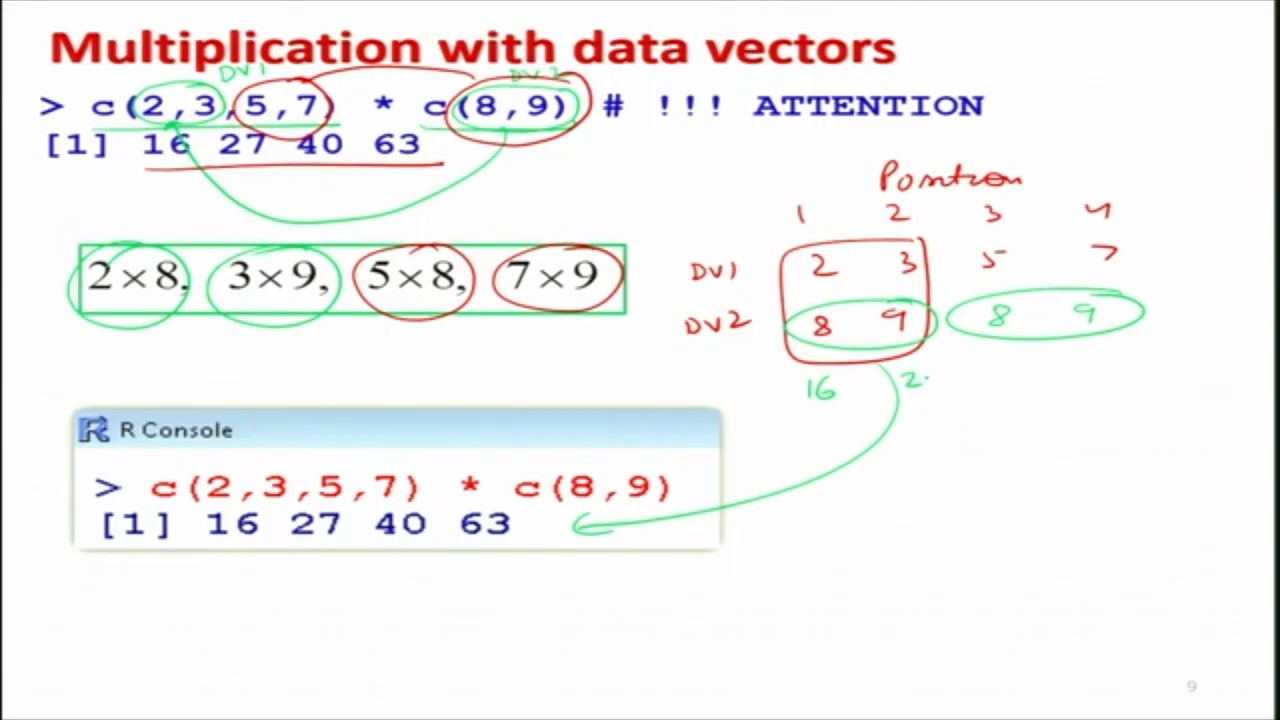 Multiplication with data vectors
DV1 DV2
> c(2,3,5,7) * c(8,9) # !!! ATTENTION
[1] 16 27 40 63
Position
1 2 3 4
DV1 2 3 5 7
DV2 8 9 8 9
16 2.
2×8, 3×9, 5×8, 7×9
R Console
> c(2,3,5,7) * c(8,9)
[1] 16 27 40 63
9